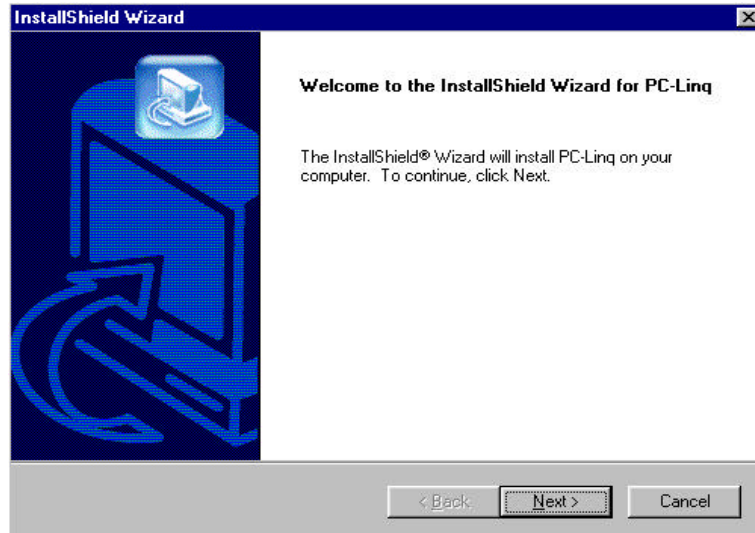 InstallShield Wizard
Welcome to the InstallShield Wizard for PC-Linq
The InstallShield® Wizard will install PC-Linq on your
computer. To continue, click Next.
< Back
Next >
Cancel